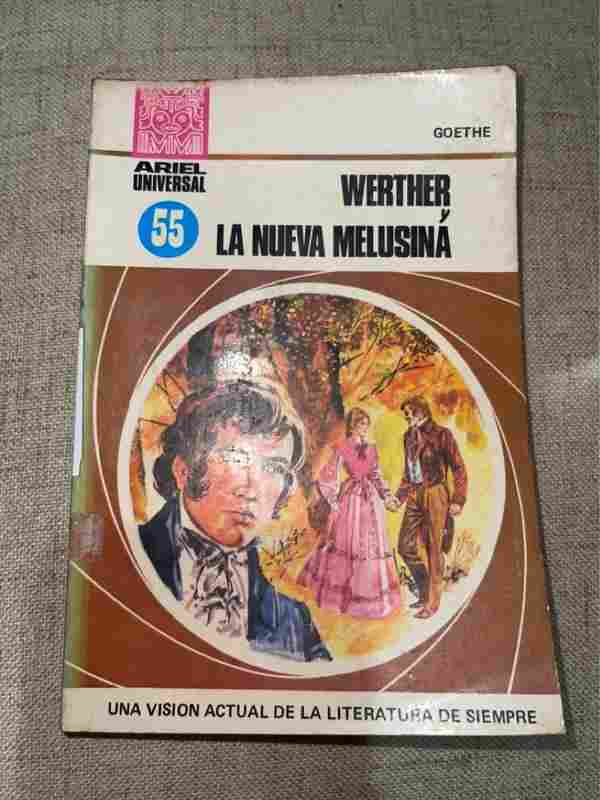 GOETHE
ARIEL
UNIVERSAL
55
WERTHER
y
LA NUEVA MELUSINA
UNA VISION ACTUAL DE LA LITERATURA DE SIEMPRE